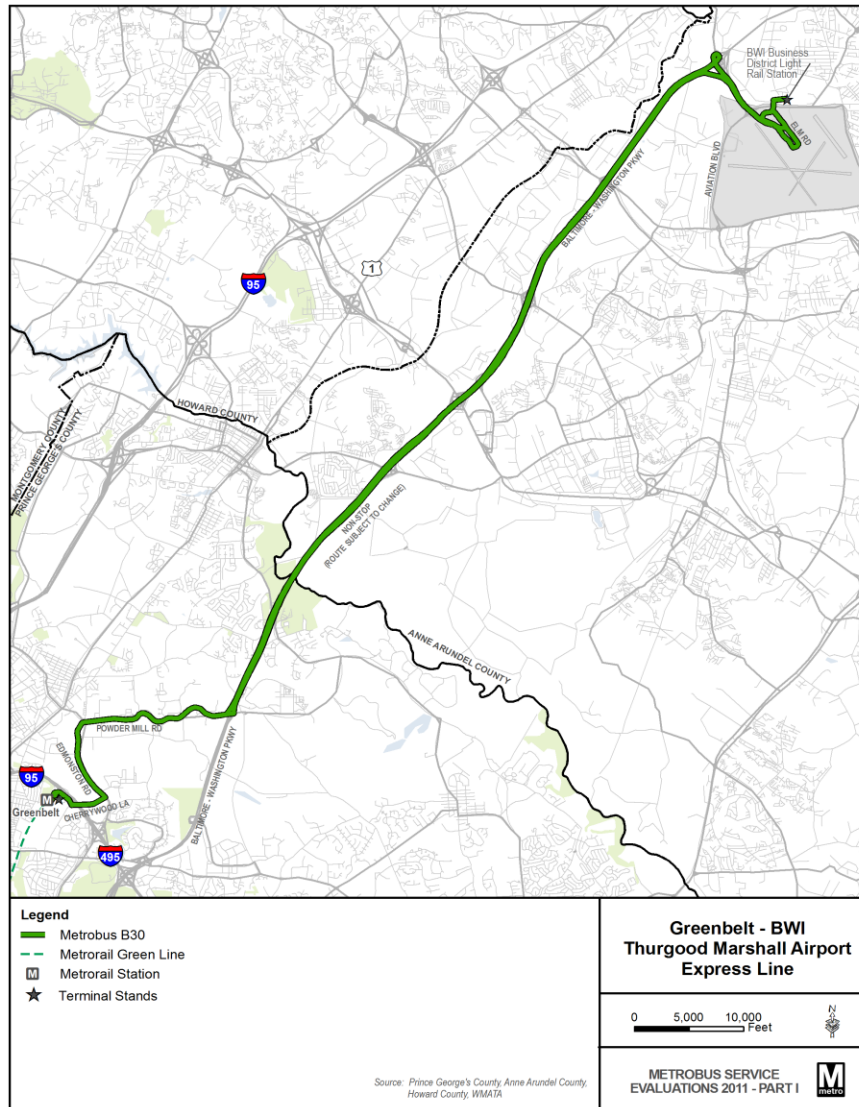 BWI Business
District Light
Rail Station
ELM RD
AVIATION BLVD
BALTIMORE - WASHINGTON PKWY
95
1
HOWARD COUNTY
MONTGOMERY COUNTY
PRINCE GEORGE'S COUNTY
NON-STOP
(ROUTE SUBJECT TO CHANGE)
ANNE ARUNDEL COUNTY
POWDER MILL RD
EDMONSTON RD
BALTIMORE - WASHINGTON PKWY
95
M
Greenbelt
CHERRYWOOD LA
495
Legend
Metrobus B30
Metrorail Green Line
M Metrorail Station
Terminal Stands
Source: Prince George's County, Anne Arundel County,
Howard County, WMATA
Greenbelt - BWI
Thurgood Marshall Airport
Express Line
0 5,000 10,000
Feet
N
METROBUS SERVICE
EVALUATIONS 2011 - PART I
M
metro